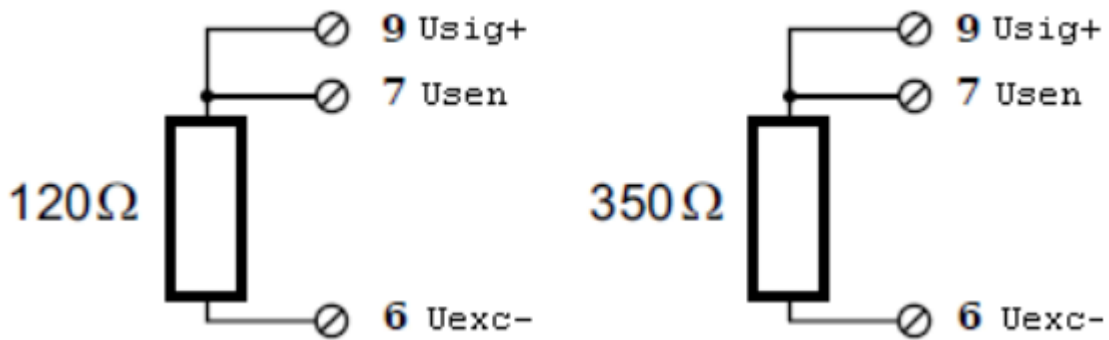 9 Usig+
7 Usen
120Ω
6 Uexc-
9 Usig+
7 Usen
350Ω
6 Uexc-